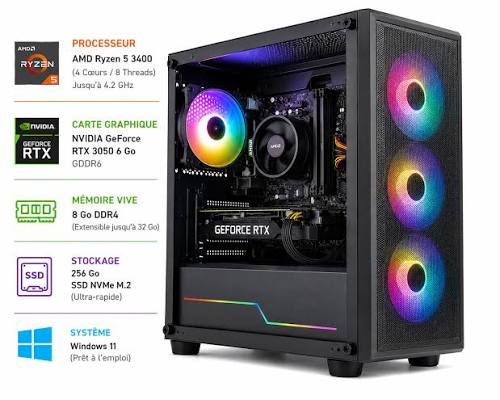 PROCESSEUR
AMD
RYZEN
5
AMD Ryzen 5 3400
(4 Cœurs / 8 Threads)
Jusqu'à 4.2 GHz
CARTE GRAPHIQUE
NVIDIA
GEFORCE
RTX
NVIDIA GeForce
RTX 3050 6 Go
GDDR6
MÉMOIRE VIVE
8 Go DDR4
(Extensible jusqu'à 32 Go)
STOCKAGE
SSD
256 Go
SSD NVMe M.2
(Ultra-rapide)
SYSTÈME
Windows 11
(Prêt à l'emploi)
AMD
GEFORCE RTX